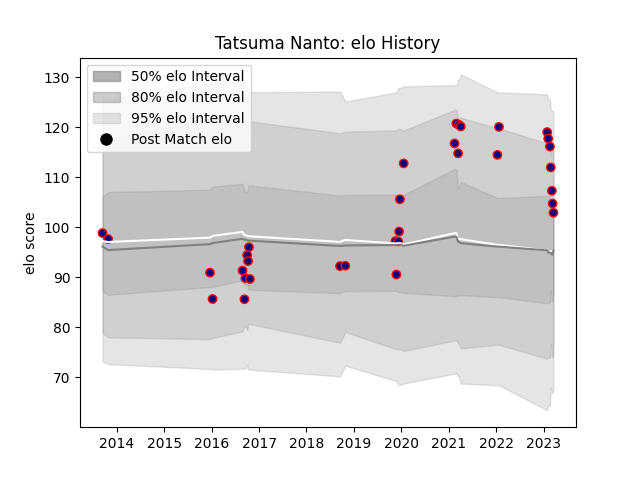 Tatsuma Nanto: elo History
50% elo Interval
80% elo Interval
95% elo Interval
Post Match elo
elo score
130
120
110
100
90
80
70
2014 2015 2016 2017 2018 2019 2020 2021 2022 2023